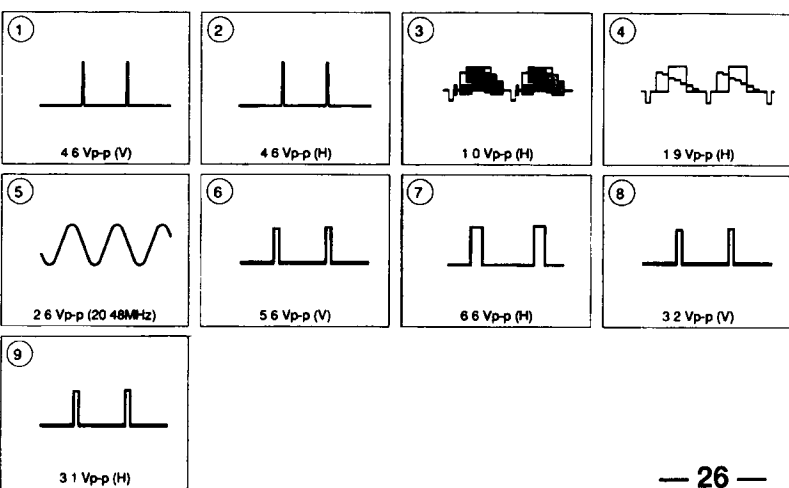 1
4 6 Vp-p (V)
2
4 6 Vp-p (H)
3
1 0 Vp-p (H)
4
1 9 Vp-p (H)
5
2 6 Vp-p (20 48MHz)
6
5 6 Vp-p (V)
7
6 6 Vp-p (H)
8
3 2 Vp-p (V)
9
3 1 Vp-p (H)
— 26 —